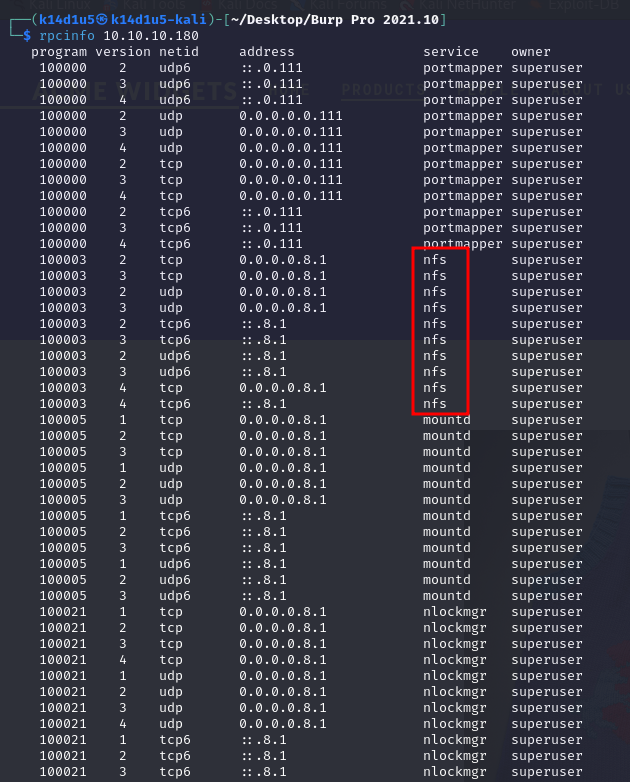 (k14d1u5㉿k14d1u5-kali)-[~/Desktop/Burp Pro 2021.10]
$ rpcinfo 10.10.10.180
program version netid address service owner
100000 2 udp6 ::.0.111 portmapper superuser
100000 3 udp6 ::.0.111 portmapper superuser
100000 4 udp6 ::.0.111 portmapper superuser
100000 2 udp 0.0.0.0.0.111 portmapper superuser
100000 3 udp 0.0.0.0.0.111 portmapper superuser
100000 4 udp 0.0.0.0.0.111 portmapper superuser
100000 2 tcp 0.0.0.0.0.111 portmapper superuser
100000 3 tcp 0.0.0.0.0.111 portmapper superuser
100000 4 tcp 0.0.0.0.0.111 portmapper superuser
100000 2 tcp6 ::.0.111 portmapper superuser
100000 3 tcp6 ::.0.111 portmapper superuser
100000 4 tcp6 ::.0.111 portmapper superuser
100003 2 tcp 0.0.0.0.8.1 nfs superuser
100003 3 tcp 0.0.0.0.8.1 nfs superuser
100003 2 udp 0.0.0.0.8.1 nfs superuser
100003 3 udp 0.0.0.0.8.1 nfs superuser
100003 2 tcp6 ::.8.1 nfs superuser
100003 3 tcp6 ::.8.1 nfs superuser
100003 2 udp6 ::.8.1 nfs superuser
100003 3 udp6 ::.8.1 nfs superuser
100003 4 tcp 0.0.0.0.8.1 nfs superuser
100003 4 tcp6 ::.8.1 nfs superuser
100005 1 tcp 0.0.0.0.8.1 mountd superuser
100005 2 tcp 0.0.0.0.8.1 mountd superuser
100005 3 tcp 0.0.0.0.8.1 mountd superuser
100005 1 udp 0.0.0.0.8.1 mountd superuser
100005 2 udp 0.0.0.0.8.1 mountd superuser
100005 3 udp 0.0.0.0.8.1 mountd superuser
100005 1 tcp6 ::.8.1 mountd superuser
100005 2 tcp6 ::.8.1 mountd superuser
100005 3 tcp6 ::.8.1 mountd superuser
100005 1 udp6 ::.8.1 mountd superuser
100005 2 udp6 ::.8.1 mountd superuser
100005 3 udp6 ::.8.1 mountd superuser
100021 1 tcp 0.0.0.0.8.1 nlockmgr superuser
100021 2 tcp 0.0.0.0.8.1 nlockmgr superuser
100021 3 tcp 0.0.0.0.8.1 nlockmgr superuser
100021 4 tcp 0.0.0.0.8.1 nlockmgr superuser
100021 1 udp 0.0.0.0.8.1 nlockmgr superuser
100021 2 udp 0.0.0.0.8.1 nlockmgr superuser
100021 3 udp 0.0.0.0.8.1 nlockmgr superuser
100021 4 udp 0.0.0.0.8.1 nlockmgr superuser
100021 1 tcp6 ::.8.1 nlockmgr superuser
100021 2 tcp6 ::.8.1 nlockmgr superuser
100021 3 tcp6 ::.8.1 nlockmgr superuser